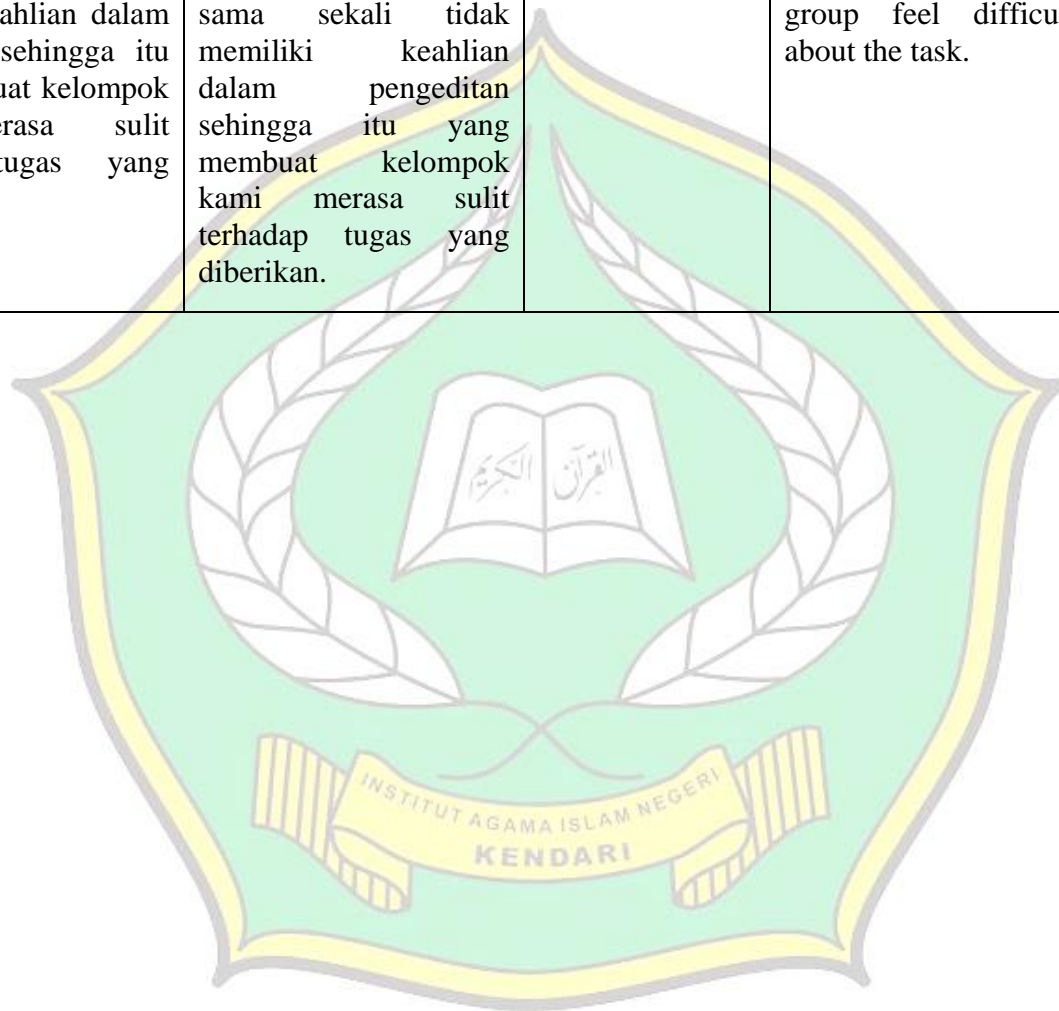 ahlian dalam
sehingga itu
uat kelompok
erasa sulit
tugas yang
sama sekali tidak
memiliki keahlian
dalam pengeditan
sehingga itu yang
membuat kelompok
kami merasa sulit
terhadap tugas yang
diberikan.
group feel difficu
about the task.
القرآن الكريم
INSTITUT AGAMA ISLAM NEGERI
KENDARI